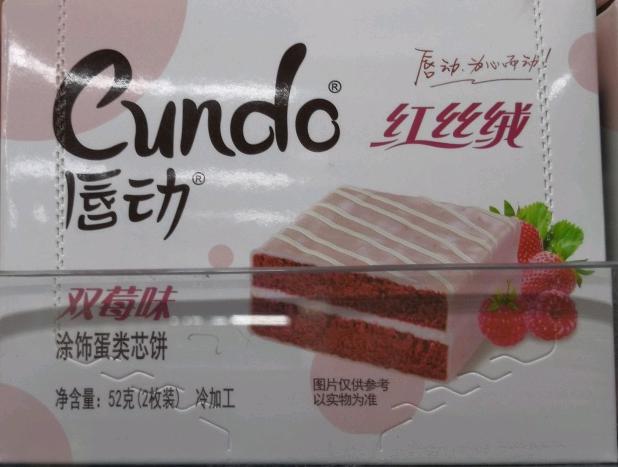 唇动.为心而动!
Cundo®
红丝绒
唇动®
双莓味
涂饰蛋类芯饼
净含量：52克(2枚装) 冷加工
图片仅供参考
以实物为准